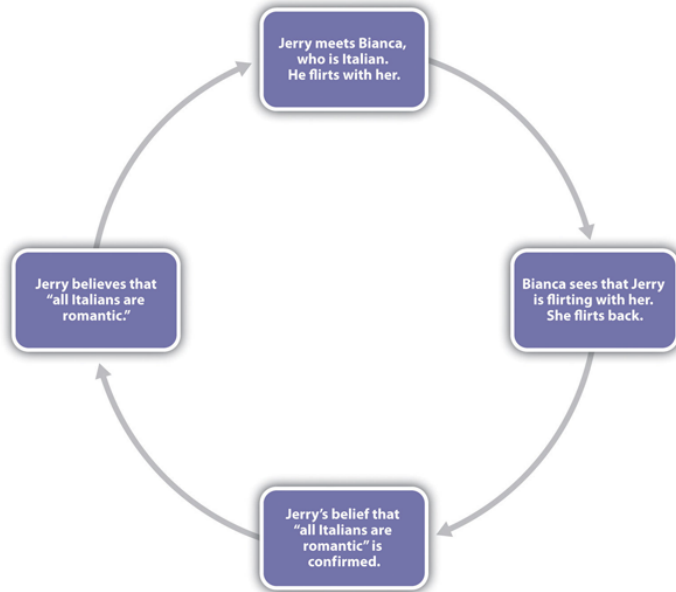 Jerry meets Bianca,
who is Italian.
He flirts with her.
Bianca sees that Jerry
is flirting with her.
She flirts back.
Jerry’s belief that
“all Italians are
romantic” is
confirmed.
Jerry believes that
“all Italians are
romantic.”